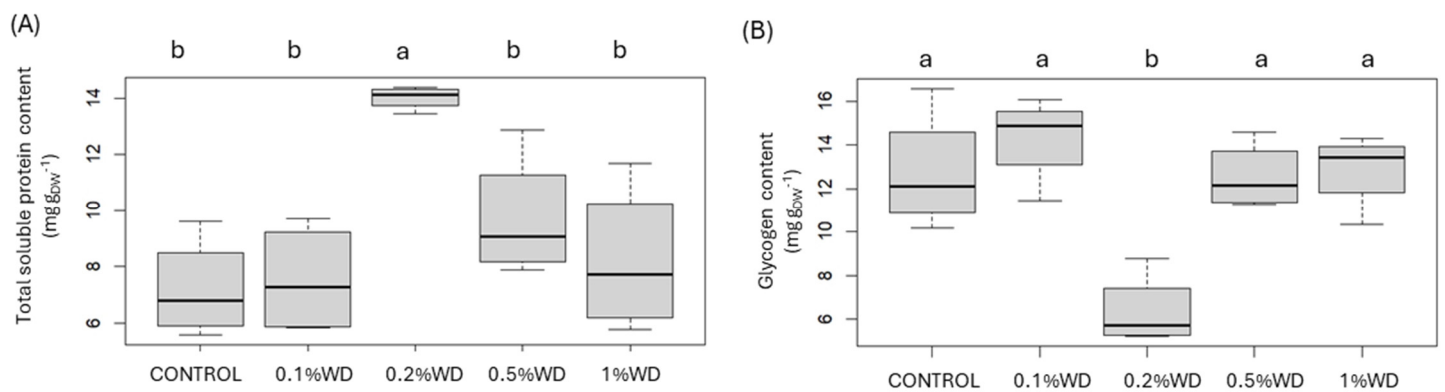 (A)
b b a b b
Total soluble protein content
(mg g_DW⁻¹)
14
12
10
8
6
CONTROL 0.1%WD 0.2%WD 0.5%WD 1%WD
(B)
a a b a a
Glycogen content
(mg g_DW⁻¹)
16
14
12
10
8
6
CONTROL 0.1%WD 0.2%WD 0.5%WD 1%WD